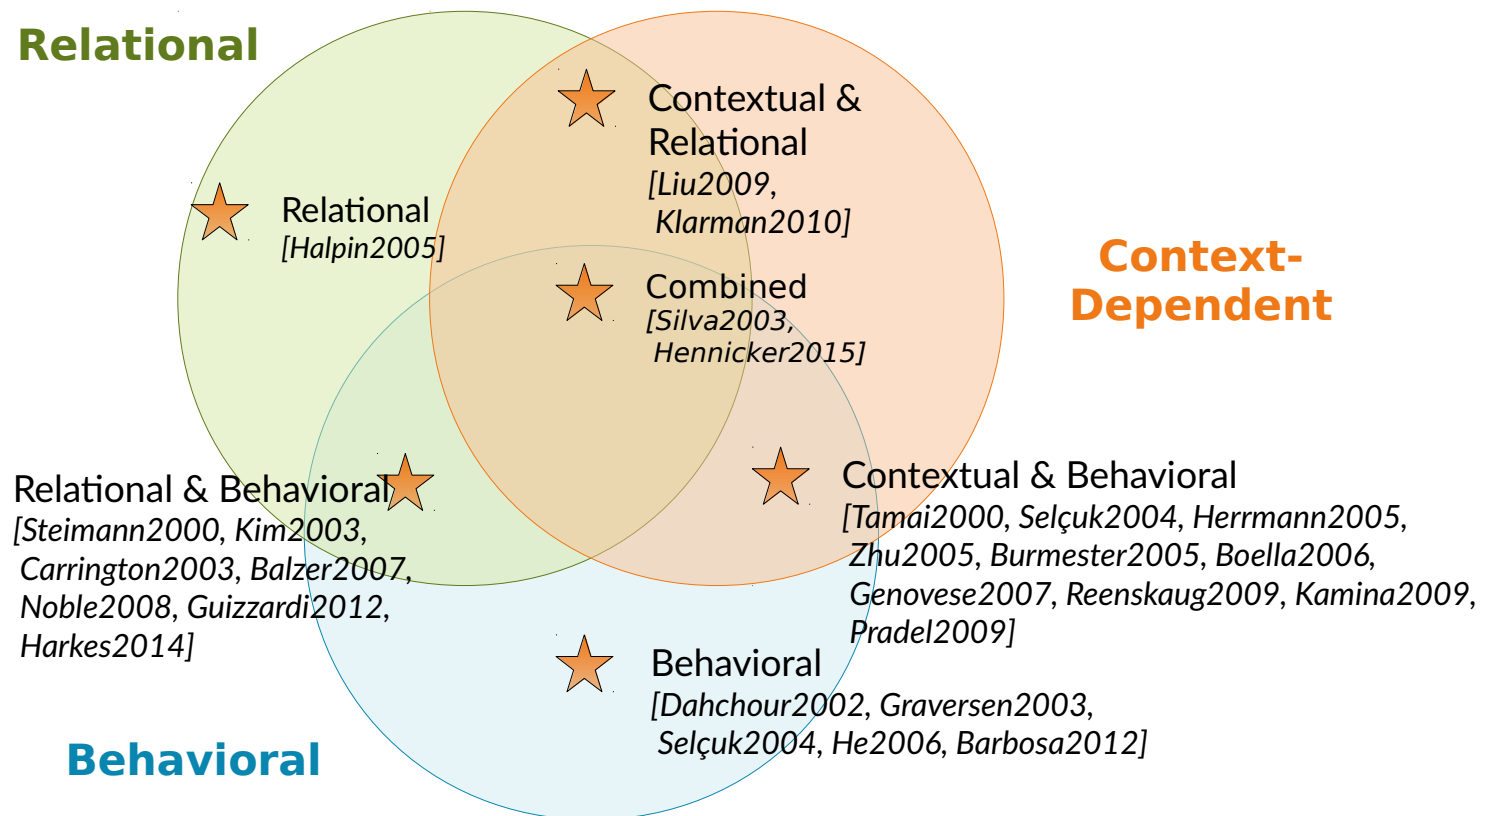 Relational
Contextual &
Relational
[Liu2009,
Klarman2010]
Relational
[Halpin2005]
Context-
Dependent
Combined
[Silva2003,
Hennicker2015]
Relational & Behavioral
[Steimann2000, Kim2003,
Carrington2003, Balzer2007,
Noble2008, Guizzardi2012,
Harkes2014]
Contextual & Behavioral
[Tamai2000, Selçuk2004, Herrmann2005,
Zhu2005, Burmester2005, Boella2006,
Genovese2007, Reenskaug2009, Kamina2009,
Pradel2009]
Behavioral
[Dahchour2002, Graversen2003,
Selçuk2004, He2006, Barbosa2012]
Behavioral